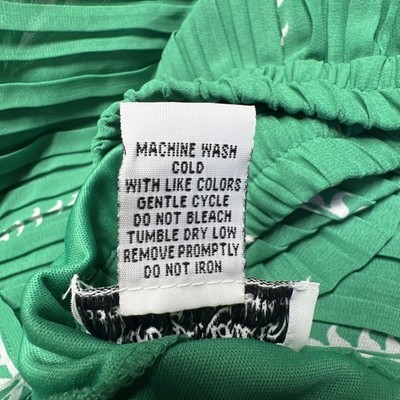 MACHINE WASH
COLD
WITH LIKE COLORS
GENTLE CYCLE
DO NOT BLEACH
TUMBLE DRY LOW
REMOVE PROMPTLY
DO NOT IRON